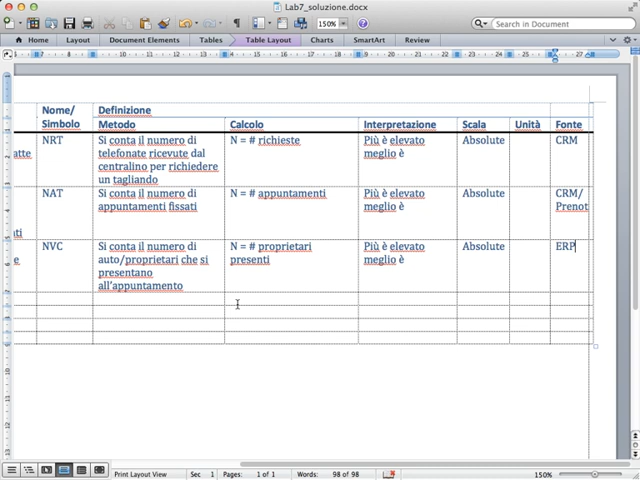 Lab7_soluzione.docx
150%
Search in Document
Home Layout Document Elements Tables Table Layout Charts SmartArt Review
Nome/
Simbolo
Definizione
Metodo Calcolo Interpretazione Scala Unità Fonte
atte
NRT
Si conta il numero di
telefonate ricevute dal
centralino per richiedere
un tagliando
N = # richieste
Più è elevato
meglio è
Absolute
CRM
ti
NAT
Si conta il numero di
appuntamenti fissati
N = # appuntamenti
Più è elevato
meglio è
Absolute
CRM/
Prenot
e
NVC
Si conta il numero di
auto/proprietari che si
presentano
all'appuntamento
N = # proprietari
presenti
Più è elevato
meglio è
Absolute
ERP
Print Layout View Sec 1 Pages: 1 of 1 Words: 98 of 98 150%